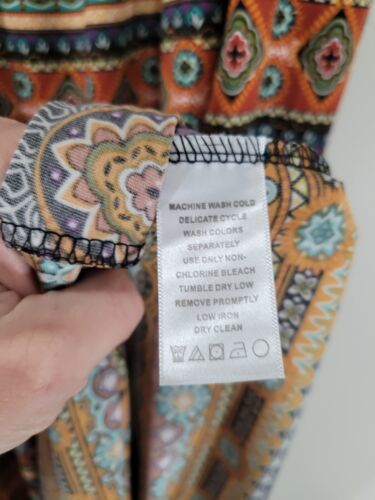 MACHINE WASH COLD
DELICATE CYCLE
WASH COLORS
SEPARATELY
USE ONLY NON-
CHLORINE BLEACH
TUMBLE DRY LOW
REMOVE PROMPTLY
LOW IRON
DRY CLEAN